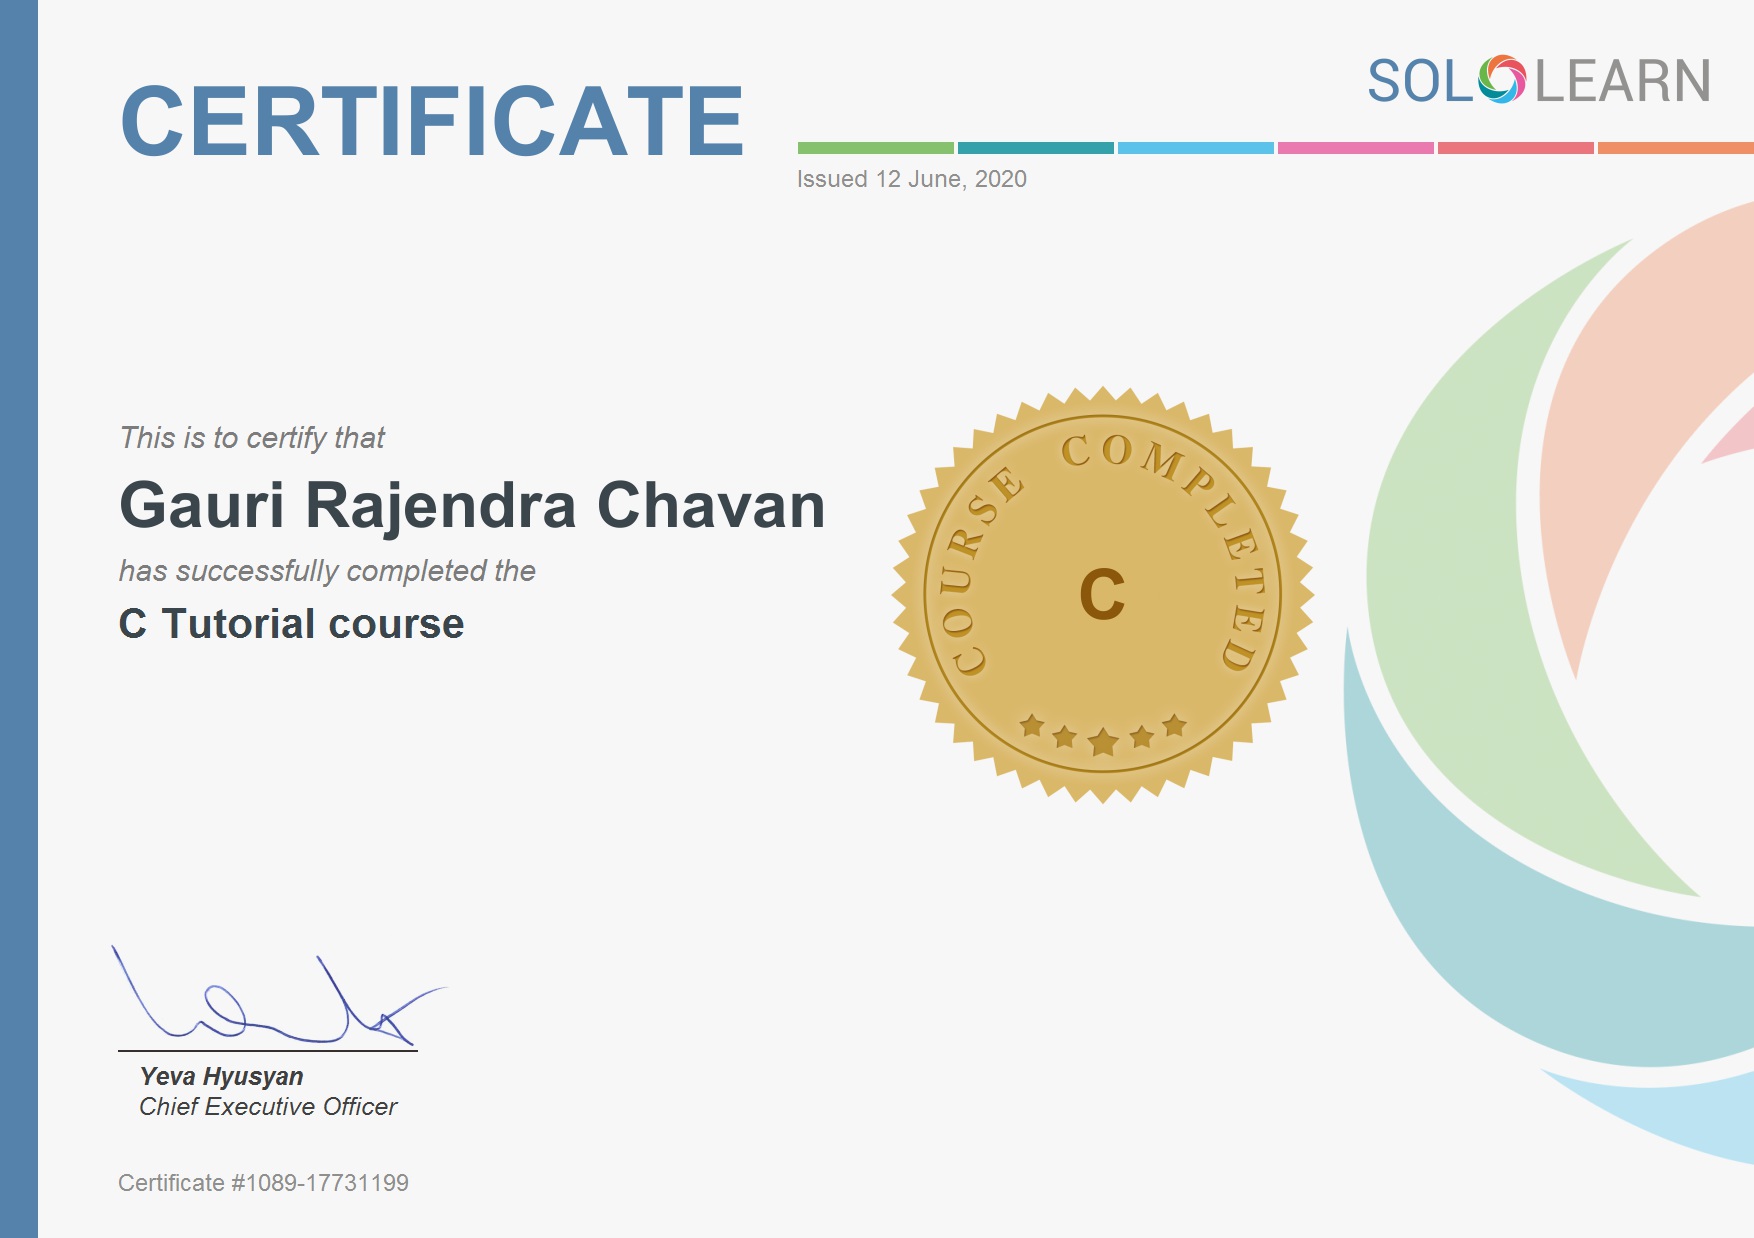 CERTIFICATE
SOLOLEARN
Issued 12 June, 2020
This is to certify that
Gauri Rajendra Chavan
has successfully completed the
C Tutorial course
COURSE COMPLETED
C
Yeva Hyusyan
Chief Executive Officer
Certificate #1089-17731199